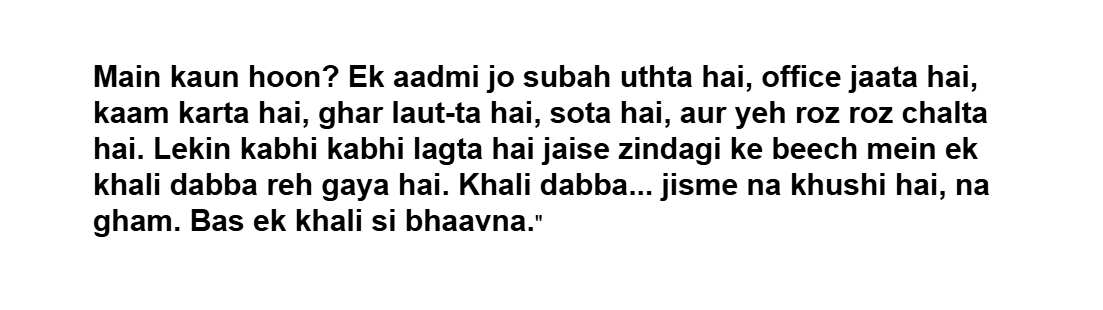 Main kaun hoon? Ek aadmi jo subah uthta hai, office jaata hai,
kaam karta hai, ghar laut-ta hai, sota hai, aur yeh roz roz chalta
hai. Lekin kabhi kabhi lagta hai jaise zindagi ke beech mein ek
khali dabba reh gaya hai. Khali dabba... jisme na khushi hai, na
gham. Bas ek khali si bhaavna."